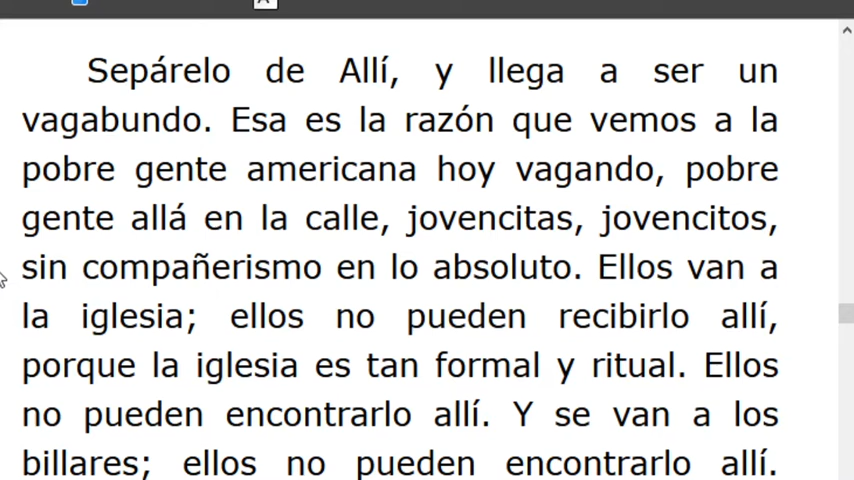 Sepárelo de Allí, y llega a ser un
vagabundo. Esa es la razón que vemos a la
pobre gente americana hoy vagando, pobre
gente allá en la calle, jovencitas, jovencitos,
sin compañerismo en lo absoluto. Ellos van a
la iglesia; ellos no pueden recibirlo allí,
porque la iglesia es tan formal y ritual. Ellos
no pueden encontrarlo allí. Y se van a los
billares; ellos no pueden encontrarlo allí.